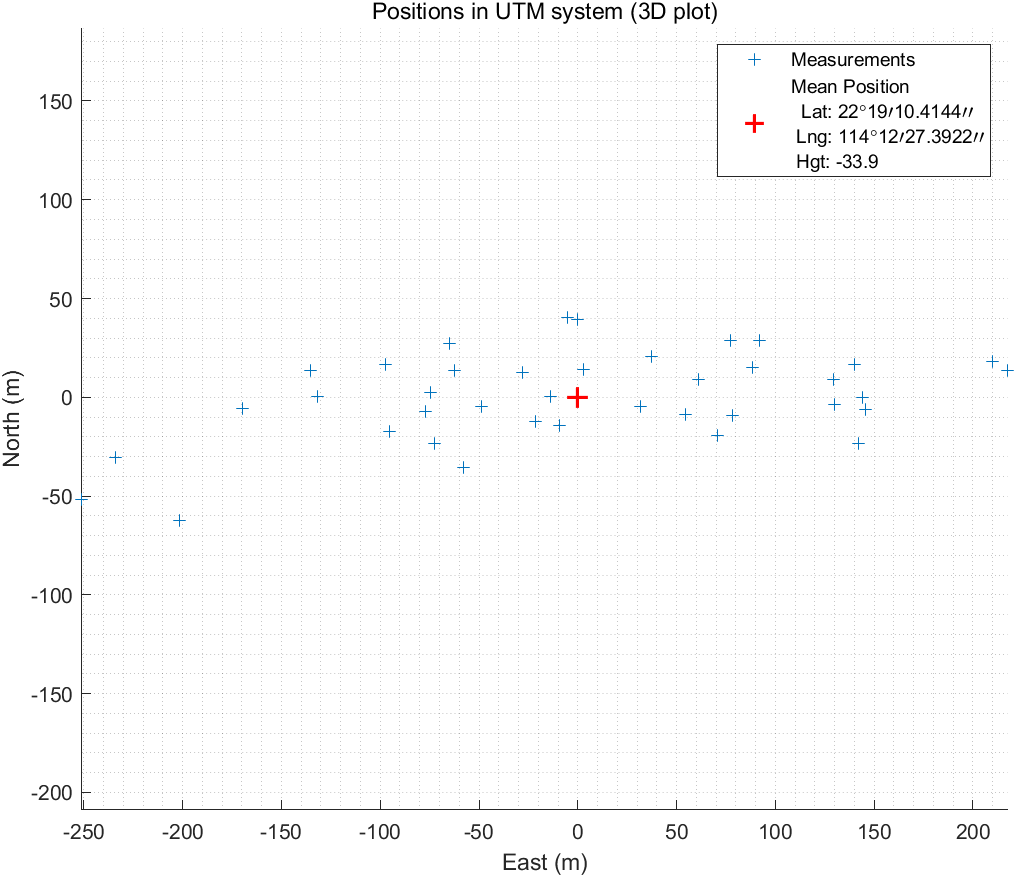 Positions in UTM system (3D plot)
Measurements
Mean Position
Lat: 22°19′10.4144′′
Lng: 114°12′27.3922′′
Hgt: -33.9
North (m)
150
100
50
0
-50
-100
-150
-200
-250 -200 -150 -100 -50 0 50 100 150 200
East (m)